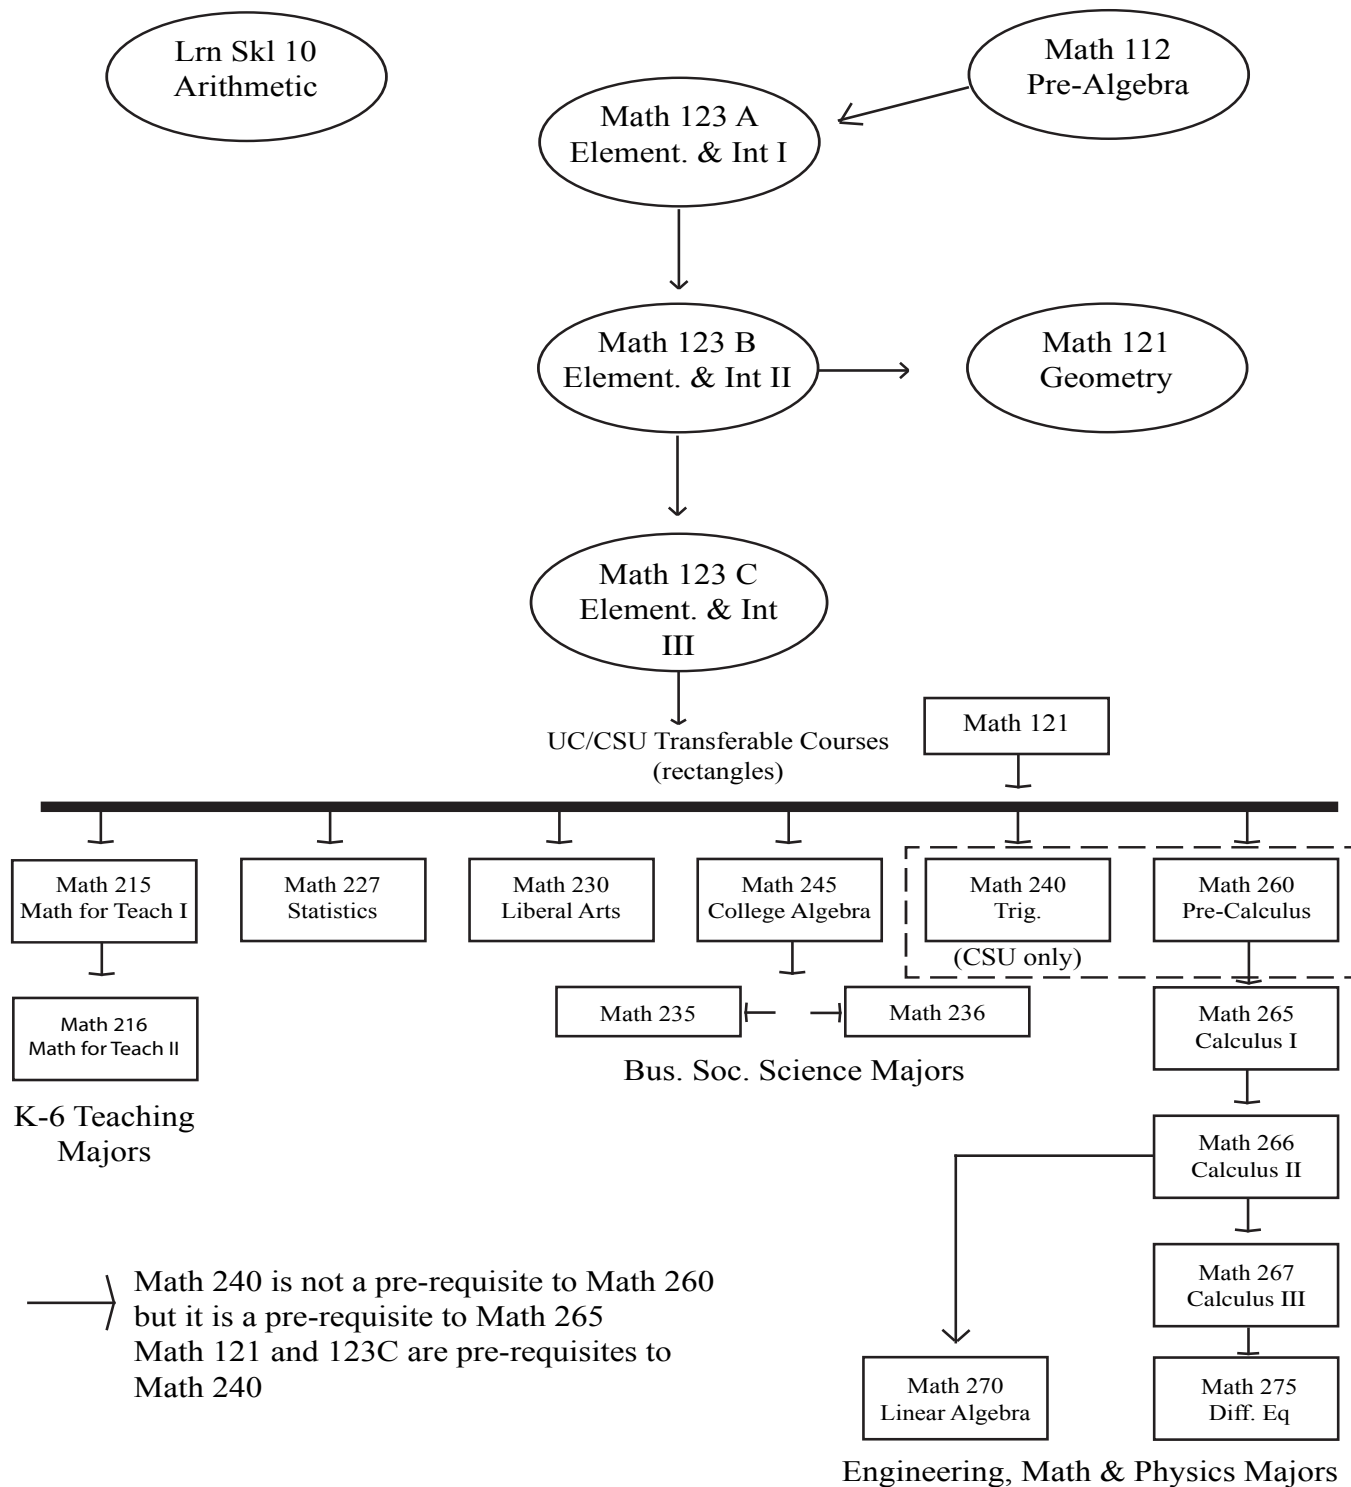 Lrn Skl 10
Arithmetic
Math 112
Pre-Algebra
Math 123 A
Element. & Int I
Math 123 B
Element. & Int II
Math 121
Geometry
Math 123 C
Element. & Int
III
UC/CSU Transferable Courses
(rectangles)
Math 121
Math 215
Math for Teach I
Math 227
Statistics
Math 230
Liberal Arts
Math 245
College Algebra
Math 240
Trig.
(CSU only)
Math 260
Pre-Calculus
Math 216
Math for Teach II
K-6 Teaching
Majors
Math 235
Math 236
Bus. Soc. Science Majors
Math 265
Calculus I
Math 266
Calculus II
Math 267
Calculus III
Math 240 is not a pre-requisite to Math 260
but it is a pre-requisite to Math 265
Math 121 and 123C are pre-requisites to
Math 240
Math 270
Linear Algebra
Math 275
Diff. Eq
Engineering, Math & Physics Majors